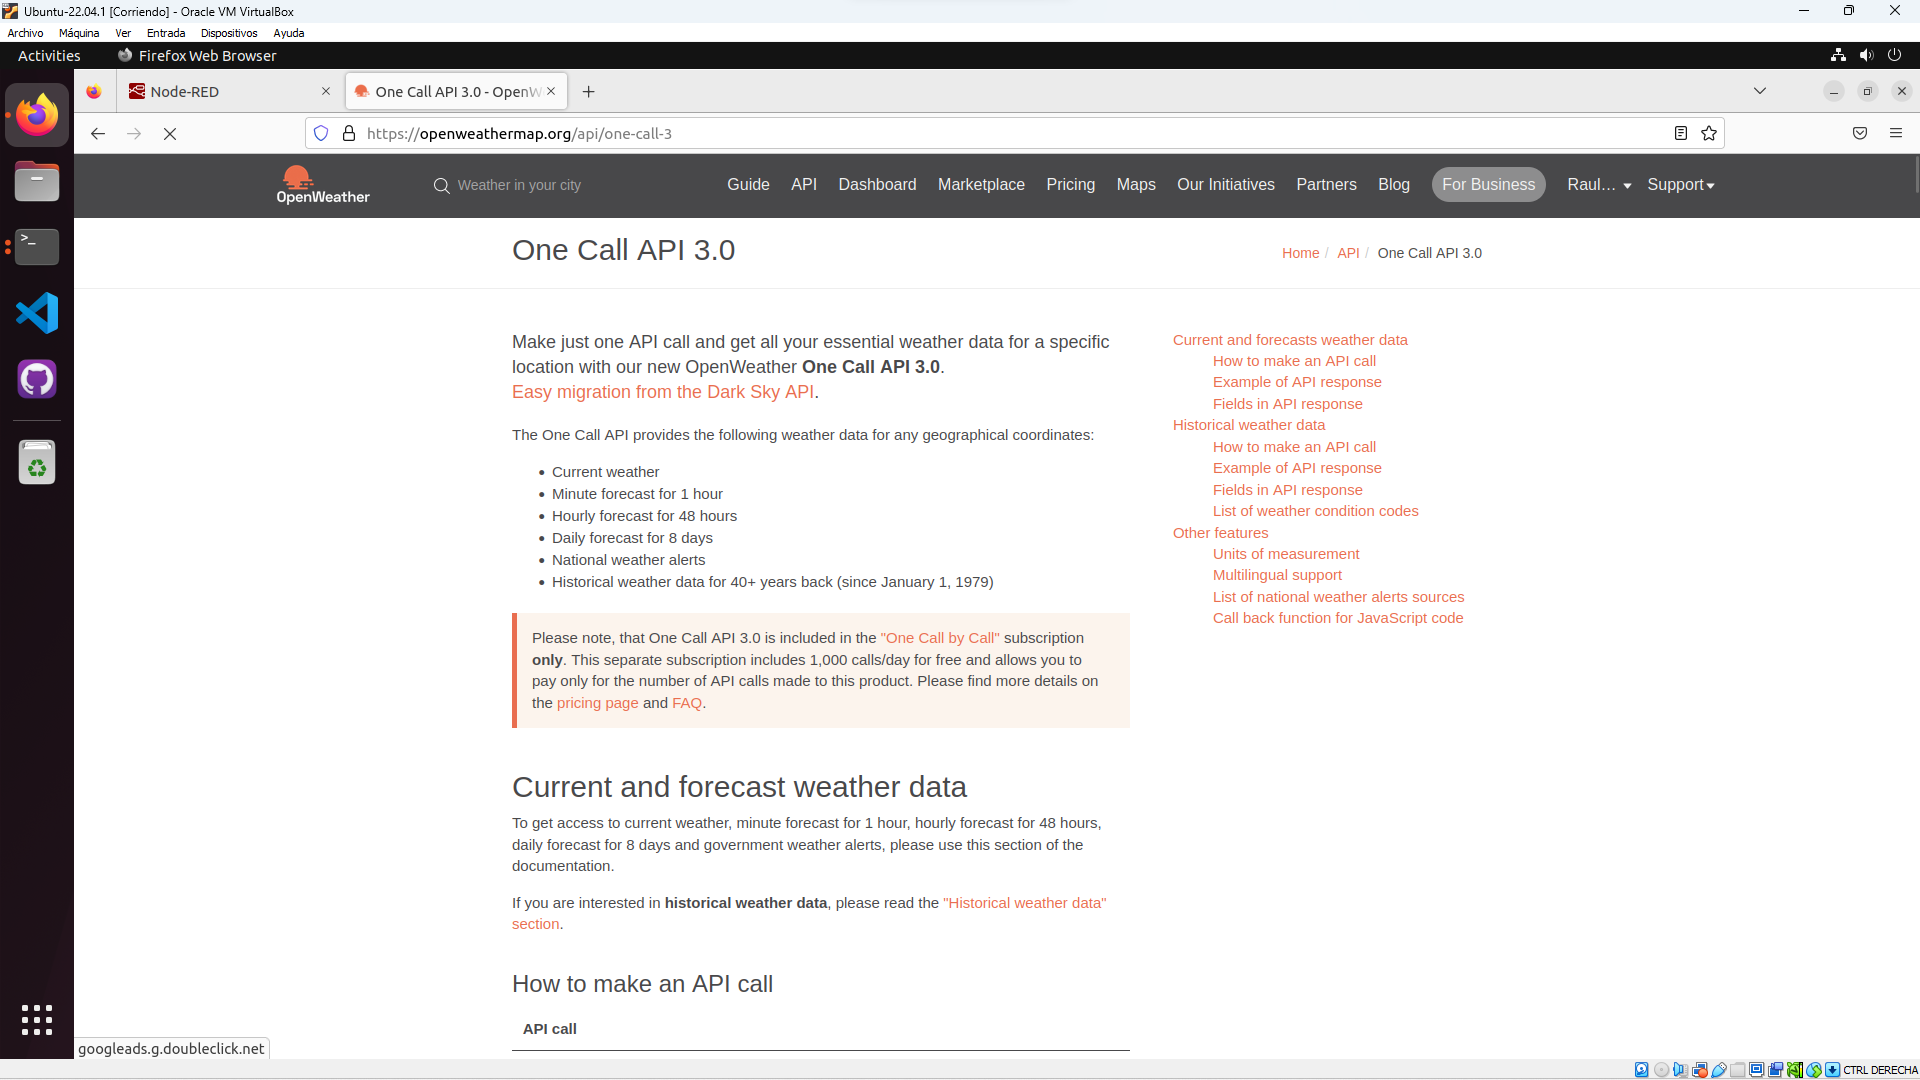 Ubuntu-22.04.1 [Corriendo] - Oracle VM VirtualBox
Archivo Máquina Ver Entrada Dispositivos Ayuda
Activities Firefox Web Browser
Node-RED One Call API 3.0 - OpenW
https://openweathermap.org/api/one-call-3
OpenWeather Weather in your city Guide API Dashboard Marketplace Pricing Maps Our Initiatives Partners Blog For Business Raul... Support
One Call API 3.0
Home / API / One Call API 3.0
Make just one API call and get all your essential weather data for a specific
location with our new OpenWeather One Call API 3.0.
Easy migration from the Dark Sky API.
The One Call API provides the following weather data for any geographical coordinates:
• Current weather
• Minute forecast for 1 hour
• Hourly forecast for 48 hours
• Daily forecast for 8 days
• National weather alerts
• Historical weather data for 40+ years back (since January 1, 1979)
Please note, that One Call API 3.0 is included in the "One Call by Call" subscription
only. This separate subscription includes 1,000 calls/day for free and allows you to
pay only for the number of API calls made to this product. Please find more details on
the pricing page and FAQ.
Current and forecast weather data
To get access to current weather, minute forecast for 1 hour, hourly forecast for 48 hours,
daily forecast for 8 days and government weather alerts, please use this section of the
documentation.
If you are interested in historical weather data, please read the "Historical weather data"
section.
How to make an API call
API call
Current and forecasts weather data
How to make an API call
Example of API response
Fields in API response
Historical weather data
How to make an API call
Example of API response
Fields in API response
List of weather condition codes
Other features
Units of measurement
Multilingual support
List of national weather alerts sources
Call back function for JavaScript code
googleads.g.doubleclick.net
CTRL DERECHA